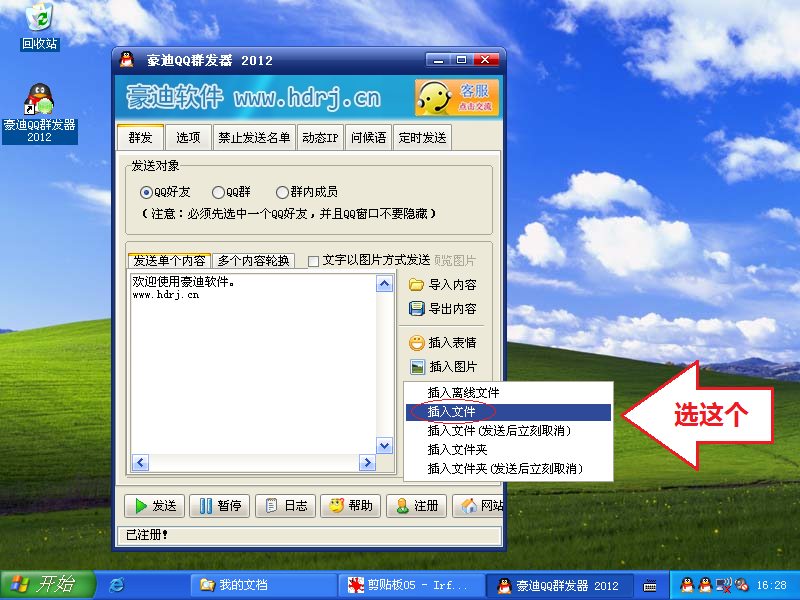 回收站
豪迪QQ群发器
2012
豪迪QQ群发器 2012
豪迪软件 www.hdrj.cn
客服
点击交流
群发 选项 禁止发送名单 动态IP 问候语 定时发送
发送对象
QQ好友 QQ群 群内成员
(注意：必须先选中一个QQ好友，并且QQ窗口不要隐藏)
发送单个内容 多个内容轮换 文字以图片方式发送 预览图片
欢迎使用豪迪软件。
www.hdrj.cn
导入内容
导出内容
插入表情
插入图片
插入离线文件
插入文件
插入文件(发送后立刻取消)
插入文件夹
插入文件夹(发送后立刻取消)
选这个
发送 暂停 日志 帮助 注册 网站
已注册!
开始 我的文档 剪贴板05 - Irf... 豪迪QQ群发器 2012 16:28